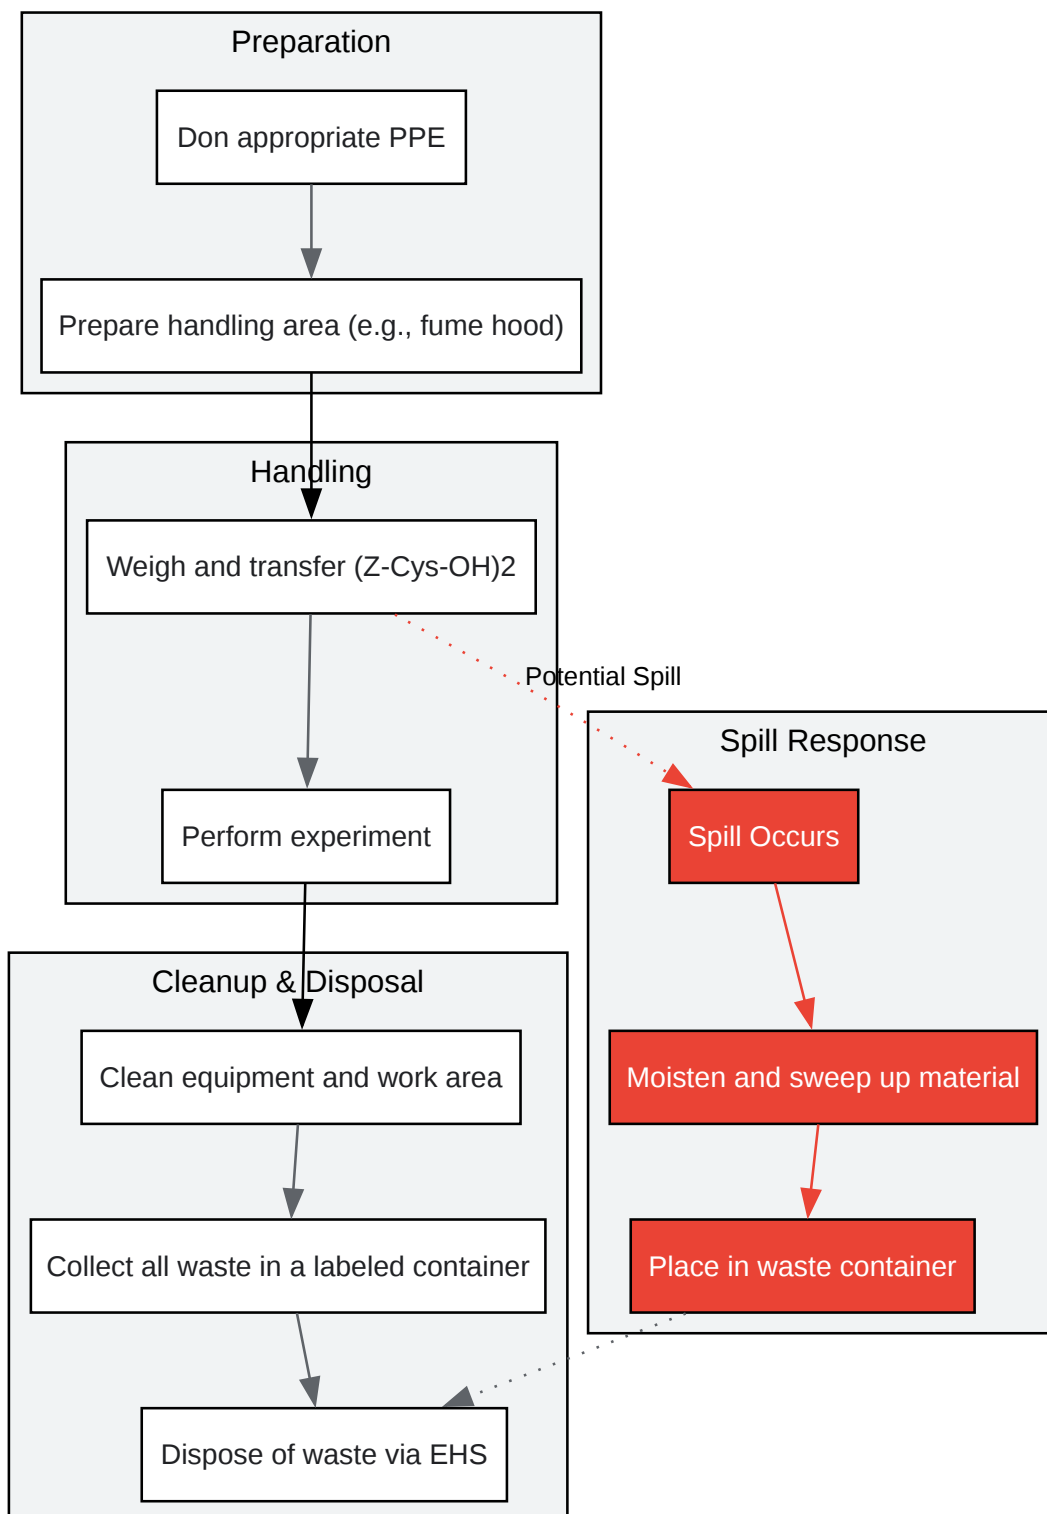 Preparation
Don appropriate PPE
Prepare handling area (e.g., fume hood)
Handling
Weigh and transfer (Z-Cys-OH)2
Potential Spill
Perform experiment
Spill Response
Spill Occurs
Moisten and sweep up material
Place in waste container
Cleanup & Disposal
Clean equipment and work area
Collect all waste in a labeled container
Dispose of waste via EHS